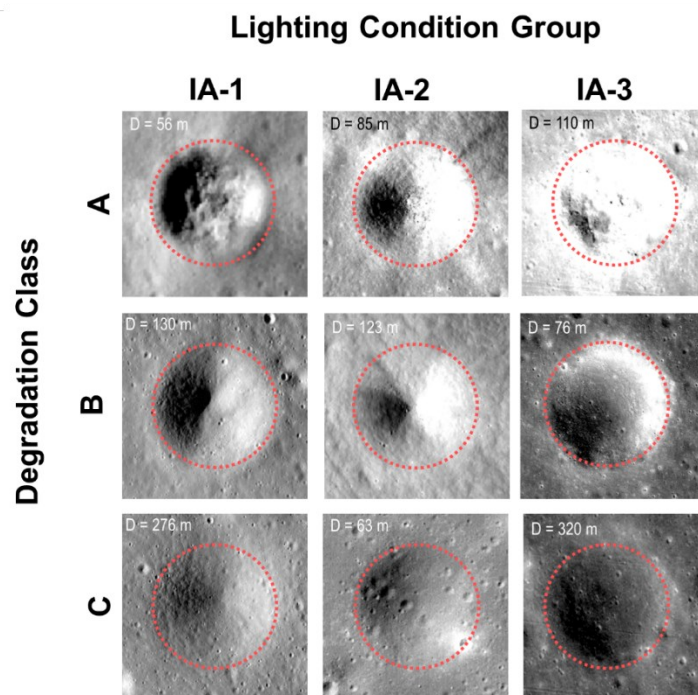 Lighting Condition Group
IA-1 IA-2 IA-3
Degradation Class
A
D = 56 m D = 85 m D = 110 m
B
D = 130 m D = 123 m D = 76 m
C
D = 276 m D = 63 m D = 320 m